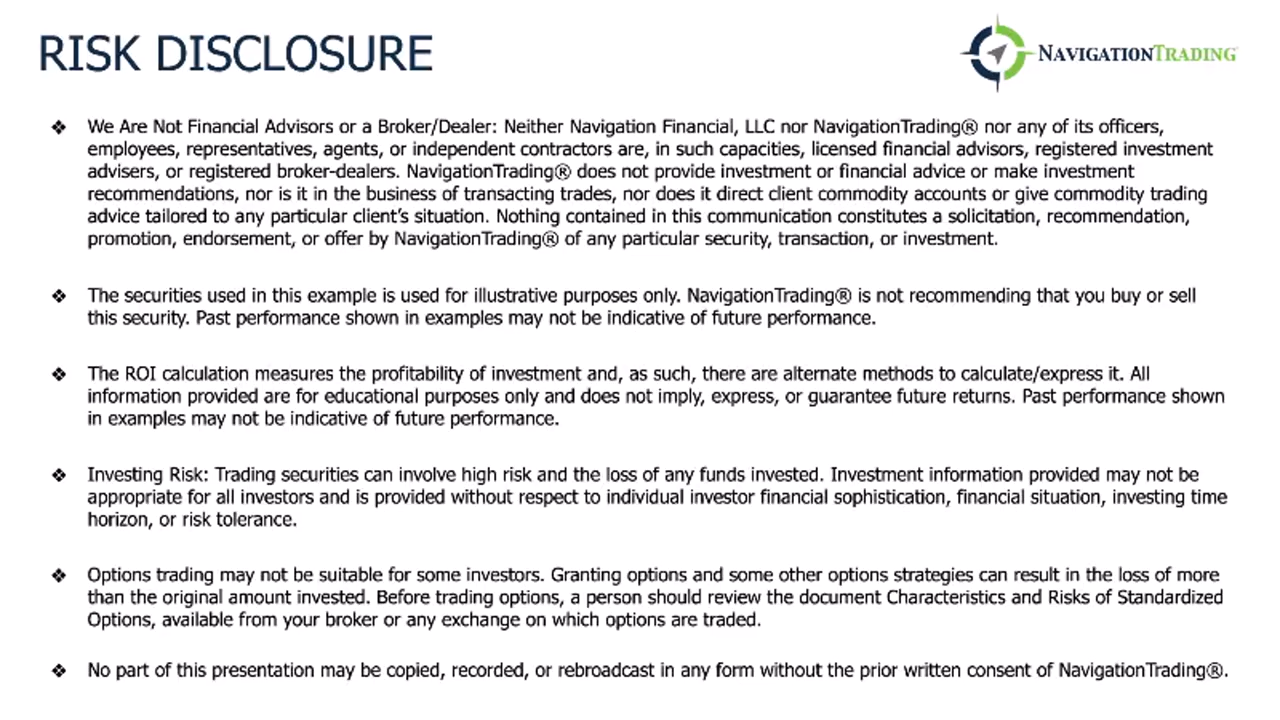 RISK DISCLOSURE
NAVIGATIONTRADING
❖ We Are Not Financial Advisors or a Broker/Dealer: Neither Navigation Financial, LLC nor NavigationTrading® nor any of its officers,
employees, representatives, agents, or independent contractors are, in such capacities, licensed financial advisors, registered investment
advisers, or registered broker-dealers. NavigationTrading® does not provide investment or financial advice or make investment
recommendations, nor is it in the business of transacting trades, nor does it direct client commodity accounts or give commodity trading
advice tailored to any particular client's situation. Nothing contained in this communication constitutes a solicitation, recommendation,
promotion, endorsement, or offer by NavigationTrading® of any particular security, transaction, or investment.
❖ The securities used in this example is used for illustrative purposes only. NavigationTrading® is not recommending that you buy or sell
this security. Past performance shown in examples may not be indicative of future performance.
❖ The ROI calculation measures the profitability of investment and, as such, there are alternate methods to calculate/express it. All
information provided are for educational purposes only and does not imply, express, or guarantee future returns. Past performance shown
in examples may not be indicative of future performance.
❖ Investing Risk: Trading securities can involve high risk and the loss of any funds invested. Investment information provided may not be
appropriate for all investors and is provided without respect to individual investor financial sophistication, financial situation, investing time
horizon, or risk tolerance.
❖ Options trading may not be suitable for some investors. Granting options and some other options strategies can result in the loss of more
than the original amount invested. Before trading options, a person should review the document Characteristics and Risks of Standardized
Options, available from your broker or any exchange on which options are traded.
❖ No part of this presentation may be copied, recorded, or rebroadcast in any form without the prior written consent of NavigationTrading®.